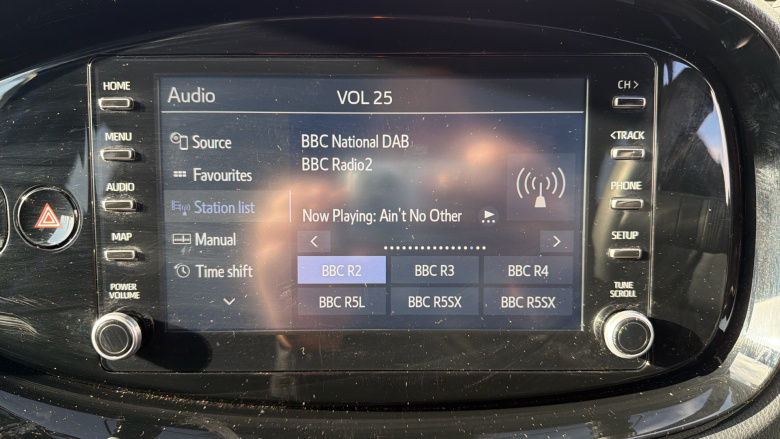 HOME
MENU
AUDIO
MAP
POWER
VOLUME
Audio
VOL 25
Source
Favourites
Station list
Manual
Time shift
BBC National DAB
BBC Radio2
Now Playing: Ain't No Other
BBC R2
BBC R3
BBC R4
BBC R5L
BBC R5SX
BBC R5SX
CH >
< TRACK
PHONE
SETUP
TUNE
SCROLL